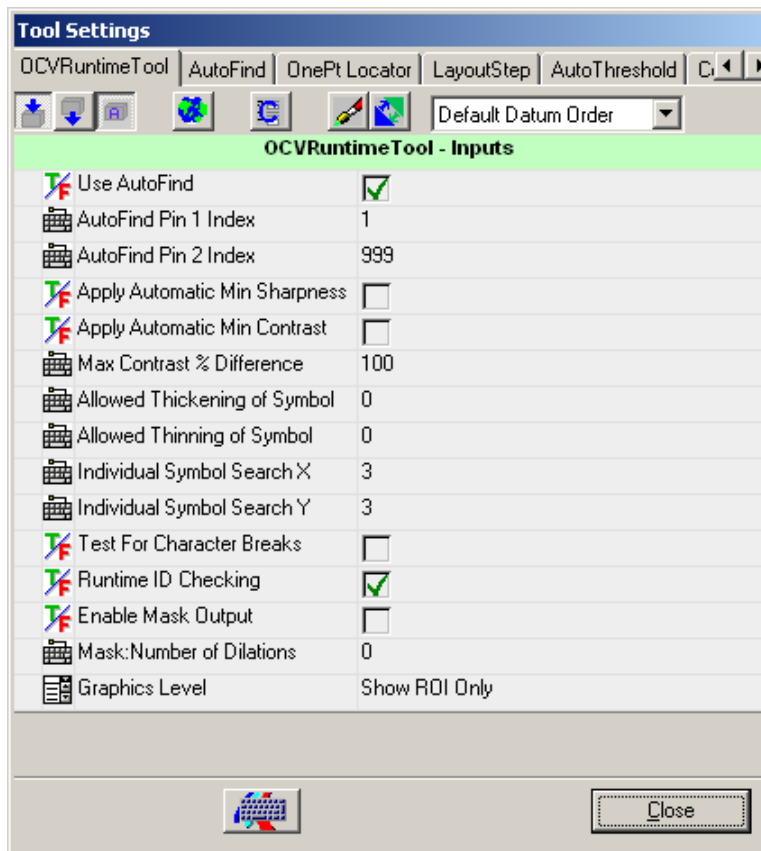 Tool Settings
OCVRuntimeTool AutoFind OnePt Locator LayoutStep AutoThreshold
Default Datum Order
OCVRuntimeTool - Inputs
Use AutoFind
AutoFind Pin 1 Index 1
AutoFind Pin 2 Index 999
Apply Automatic Min Sharpness
Apply Automatic Min Contrast
Max Contrast % Difference 100
Allowed Thickening of Symbol 0
Allowed Thinning of Symbol 0
Individual Symbol Search X 3
Individual Symbol Search Y 3
Test For Character Breaks
Runtime ID Checking
Enable Mask Output
Mask:Number of Dilations 0
Graphics Level Show ROI Only
Close